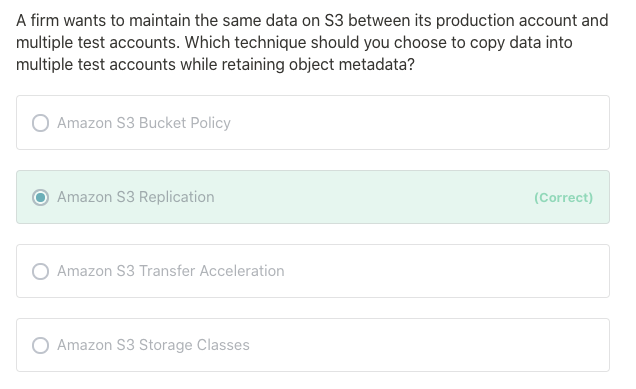 A firm wants to maintain the same data on S3 between its production account and
multiple test accounts. Which technique should you choose to copy data into
multiple test accounts while retaining object metadata?
Amazon S3 Bucket Policy
Amazon S3 Replication (Correct)
Amazon S3 Transfer Acceleration
Amazon S3 Storage Classes